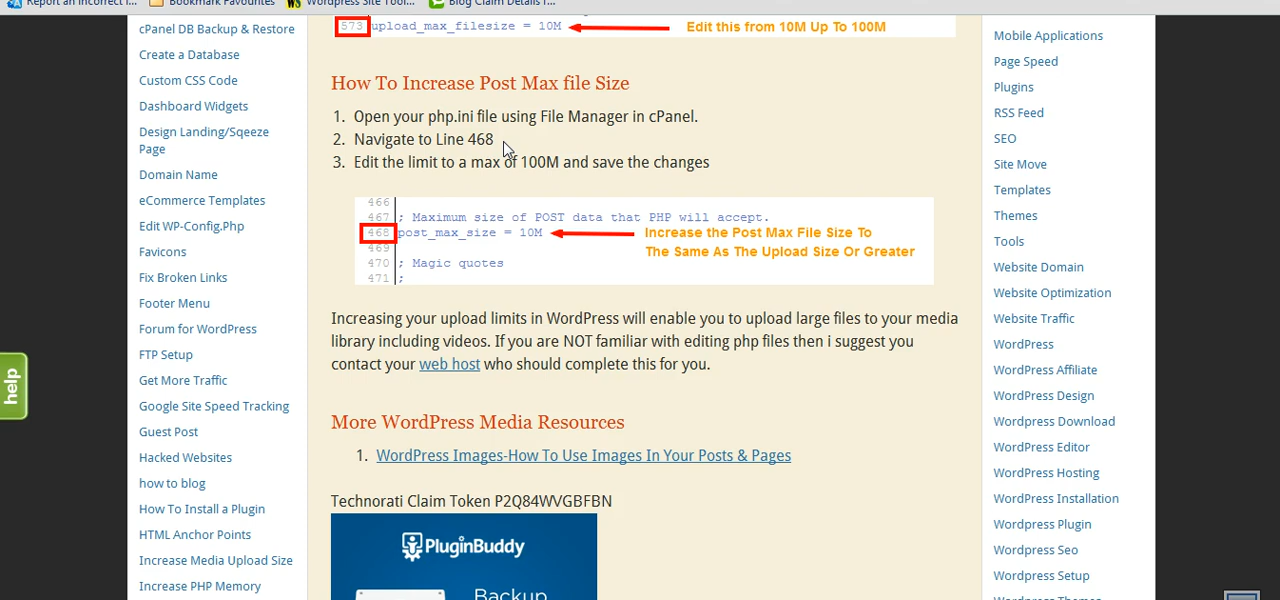 Report an Incorrect I...
Bookmark Favourites
Wordpress Site Tool...
Blog Claim Details I...
573 upload_max_filesize = 10M
Edit this from 10M Up To 100M
cPanel DB Backup & Restore
Create a Database
Custom CSS Code
Dashboard Widgets
Design Landing/Sqeeze
Page
Domain Name
eCommerce Templates
Edit WP-Config.Php
Favicons
Fix Broken Links
Footer Menu
Forum for WordPress
FTP Setup
Get More Traffic
Google Site Speed Tracking
Guest Post
Hacked Websites
how to blog
How To Install a Plugin
HTML Anchor Points
Increase Media Upload Size
Increase PHP Memory
help
How To Increase Post Max file Size
1. Open your php.ini file using File Manager in cPanel.
2. Navigate to Line 468
3. Edit the limit to a max of 100M and save the changes
466
467 ; Maximum size of POST data that PHP will accept.
468 post_max_size = 10M
Increase the Post Max File Size To
The Same As The Upload Size Or Greater
469
470 ; Magic quotes
471 ;
Increasing your upload limits in WordPress will enable you to upload large files to your media
library including videos. If you are NOT familiar with editing php files then i suggest you
contact your web host who should complete this for you.
More WordPress Media Resources
1. WordPress Images-How To Use Images In Your Posts & Pages
Technorati Claim Token P2Q84WVGBFBN
PluginBuddy
Backup
Mobile Applications
Page Speed
Plugins
RSS Feed
SEO
Site Move
Templates
Themes
Tools
Website Domain
Website Optimization
Website Traffic
WordPress
WordPress Affiliate
WordPress Design
Wordpress Download
WordPress Editor
WordPress Hosting
WordPress Installation
Wordpress Plugin
Wordpress Seo
Wordpress Setup
Wordpress Themes